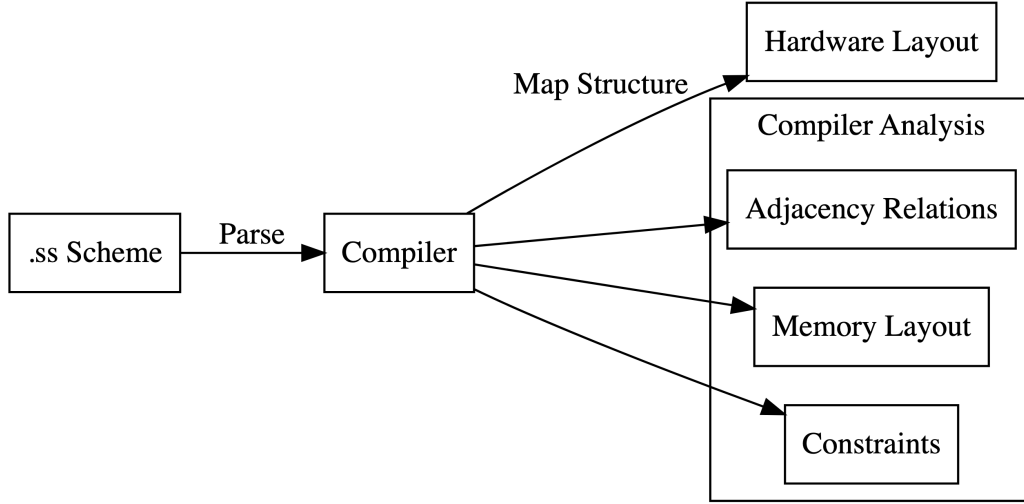 Hardware Layout
Map Structure
Compiler Analysis
Adjacency Relations
.ss Scheme
Parse
Compiler
Memory Layout
Constraints